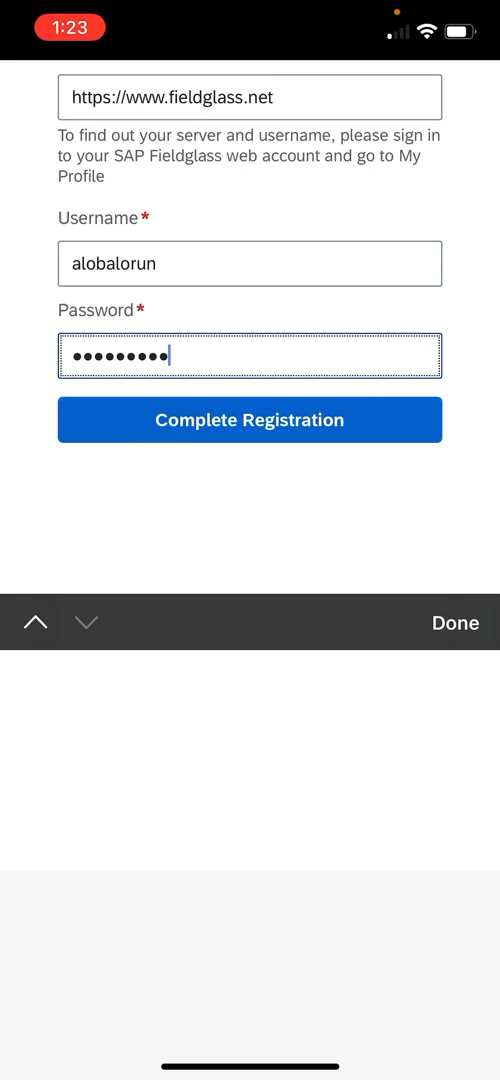 1:23
https://www.fieldglass.net
To find out your server and username, please sign in
to your SAP Fieldglass web account and go to My
Profile
Username*
alobalorun
Password*
•••••••••
Complete Registration
Done